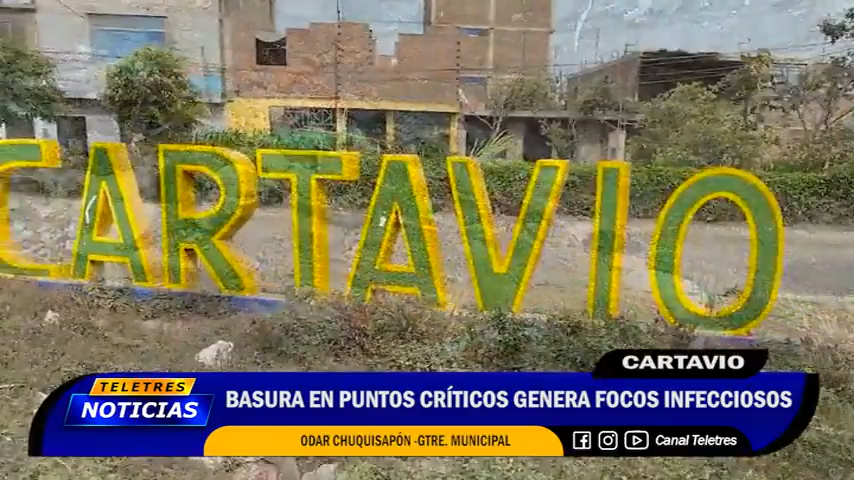 CARTAVIO
CARTAVIO
TELETRES
NOTICIAS
BASURA EN PUNTOS CRÍTICOS GENERA FOCOS INFECCIOSOS
ODAR CHUQUISAPÓN -GTRE. MUNICIPAL
Canal Teletres